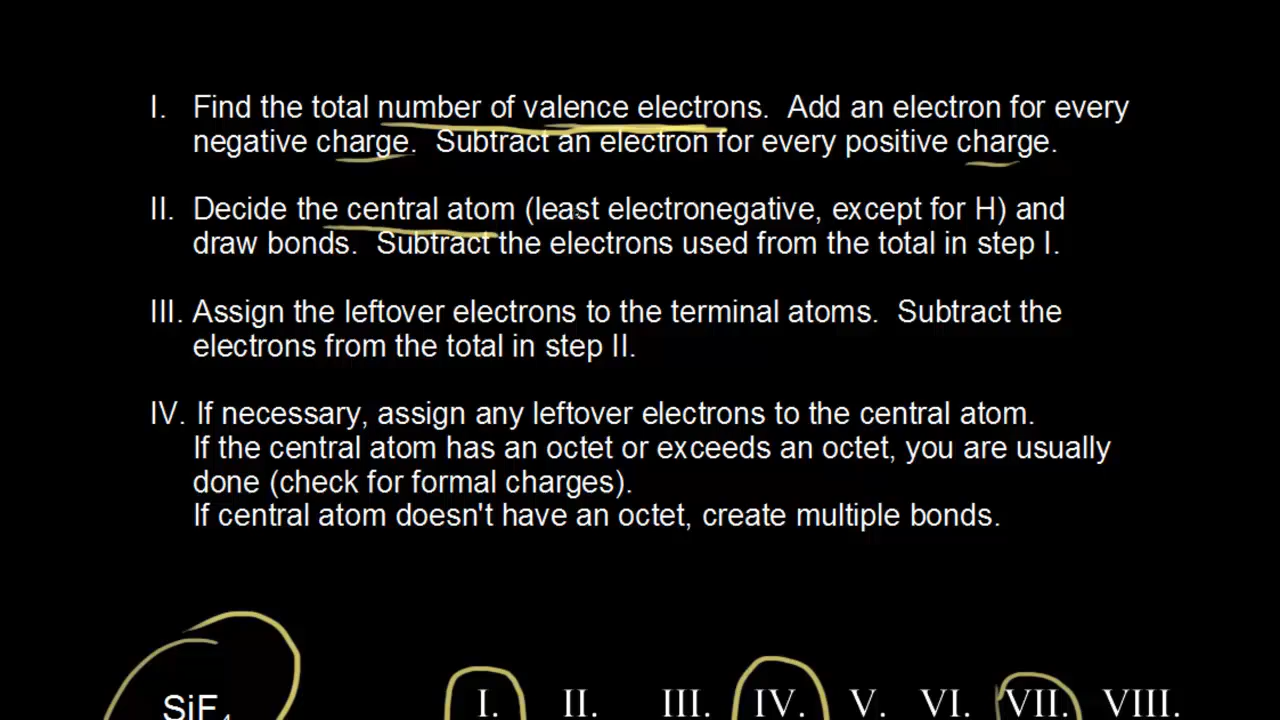 I. Find the total number of valence electrons. Add an electron for every
negative charge. Subtract an electron for every positive charge.
II. Decide the central atom (least electronegative, except for H) and
draw bonds. Subtract the electrons used from the total in step I.
III. Assign the leftover electrons to the terminal atoms. Subtract the
electrons from the total in step II.
IV. If necessary, assign any leftover electrons to the central atom.
If the central atom has an octet or exceeds an octet, you are usually
done (check for formal charges).
If central atom doesn't have an octet, create multiple bonds.
SiF4 I. II. III. IV. V. VI. VII. VIII.